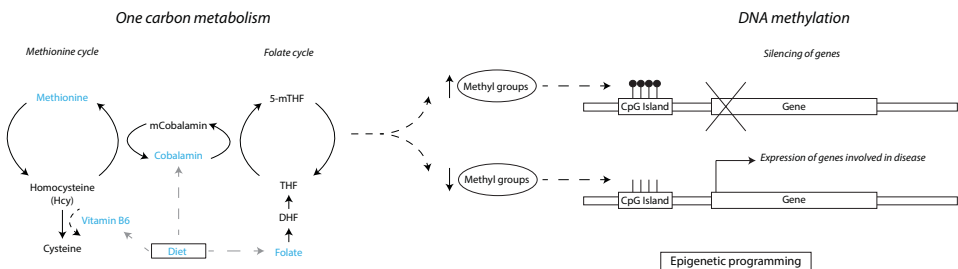 One carbon metabolism
DNA methylation
Methionine cycle
Folate cycle
Silencing of genes
Methionine
5-mTHF
Methyl groups
mCobalamin
CpG Island
Gene
Cobalamin
Expression of genes involved in disease
Homocysteine
(Hcy)
THF
Methyl groups
CpG Island
Gene
Vitamin B6
DHF
Cysteine
Diet
Folate
Epigenetic programming